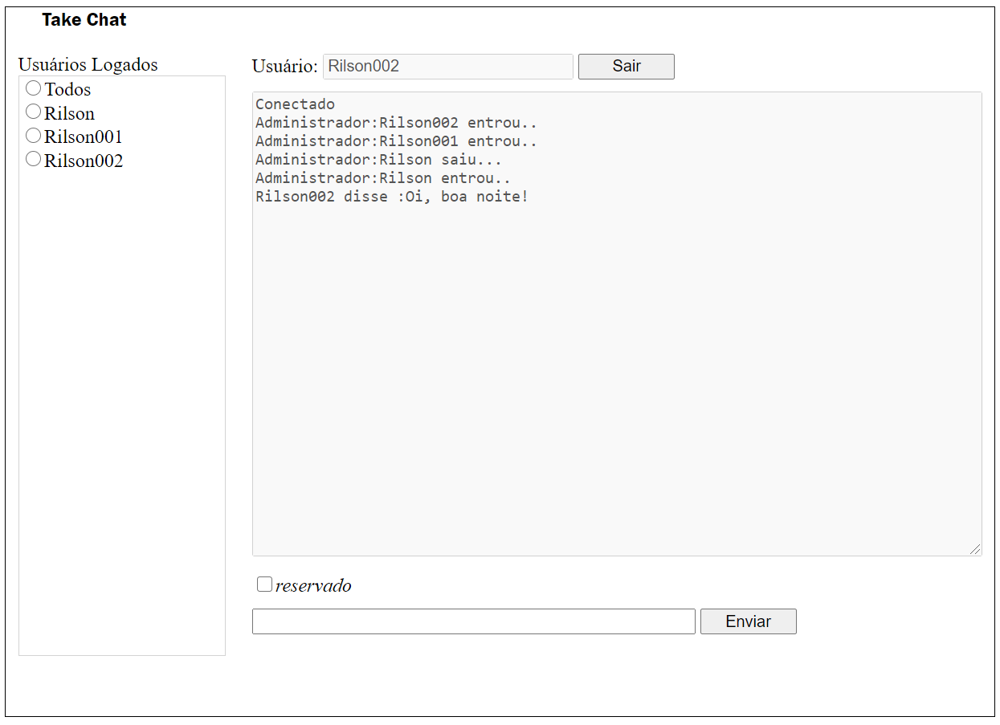 Take Chat
Usuários Logados
Todos
Rilson
Rilson001
Rilson002
Usuário: Rilson002 Sair
Conectado
Administrador:Rilson002 entrou..
Administrador:Rilson001 entrou..
Administrador:Rilson saiu...
Administrador:Rilson entrou..
Rilson002 disse :Oi, boa noite!
reservado
Enviar